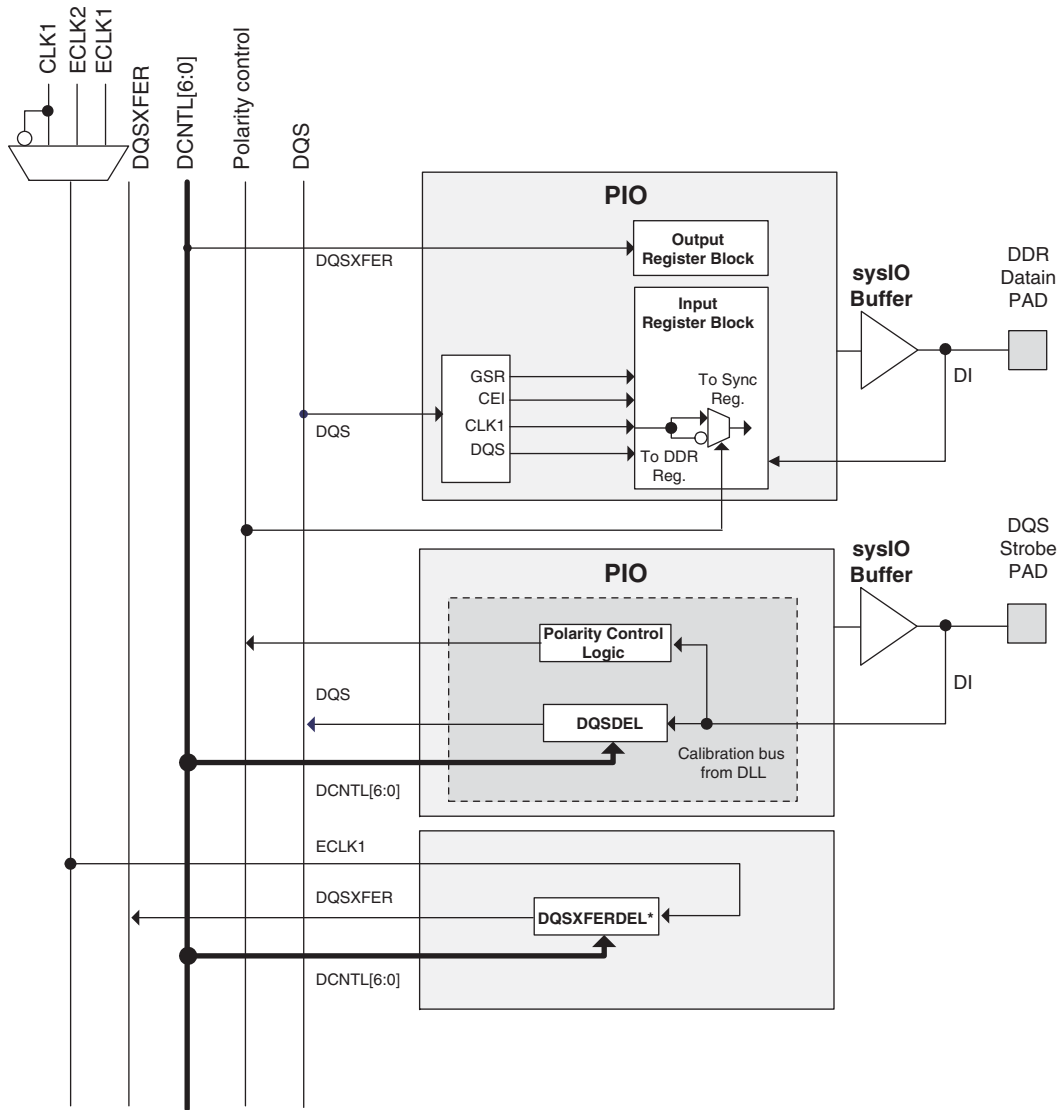 CLK1
ECLK2
ECLK1
DQSXFER
DCNTL[6:0]
Polarity control
DQS
PIO
Output
Register Block
DQSXFER
Input
Register Block
sysIO
Buffer
DDR
Datain
PAD
GSR
CEI
CLK1
DQS
To Sync
Reg.
To DDR
Reg.
DI
DQS
PIO
sysIO
Buffer
DQS
Strobe
PAD
Polarity Control
Logic
DI
DQS
DQSDEL
Calibration bus
from DLL
DCNTL[6:0]
ECLK1
DQSXFER
DQSXFERDEL*
DCNTL[6:0]